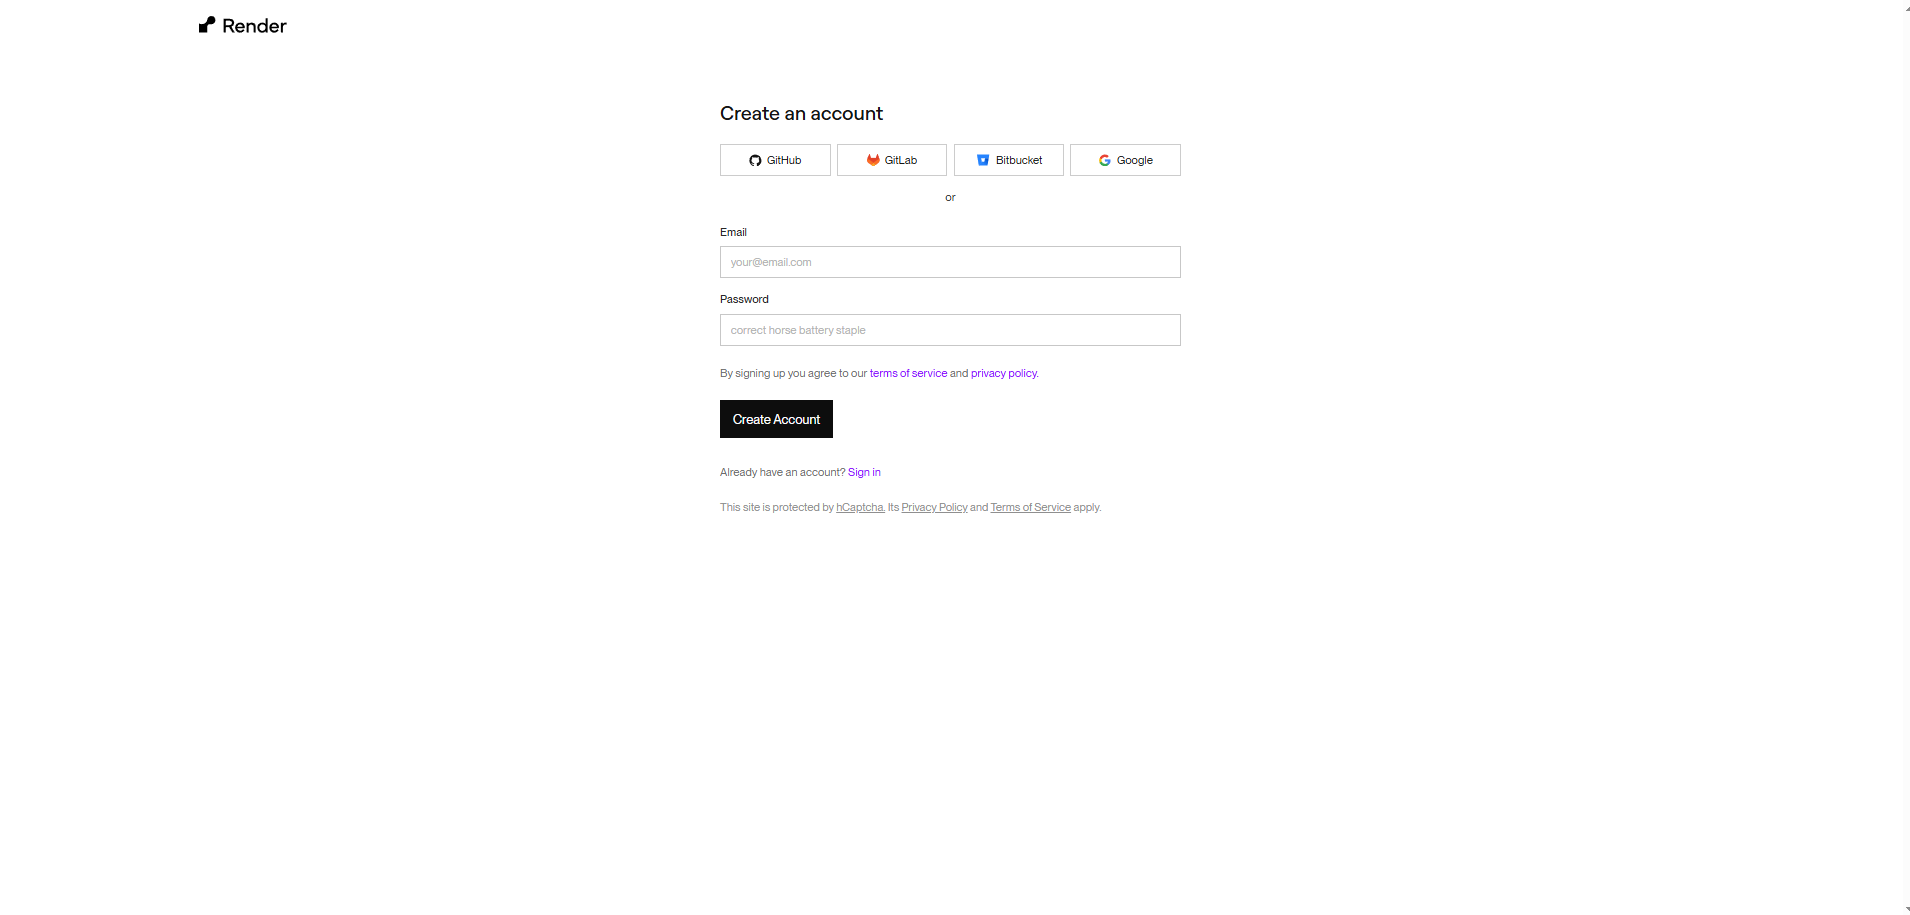 Render
Create an account
GitHub
GitLab
Bitbucket
Google
or
Email
your@email.com
Password
correct horse battery staple
By signing up you agree to our terms of service and privacy policy.
Create Account
Already have an account? Sign in
This site is protected by hCaptcha. Its Privacy Policy and Terms of Service apply.